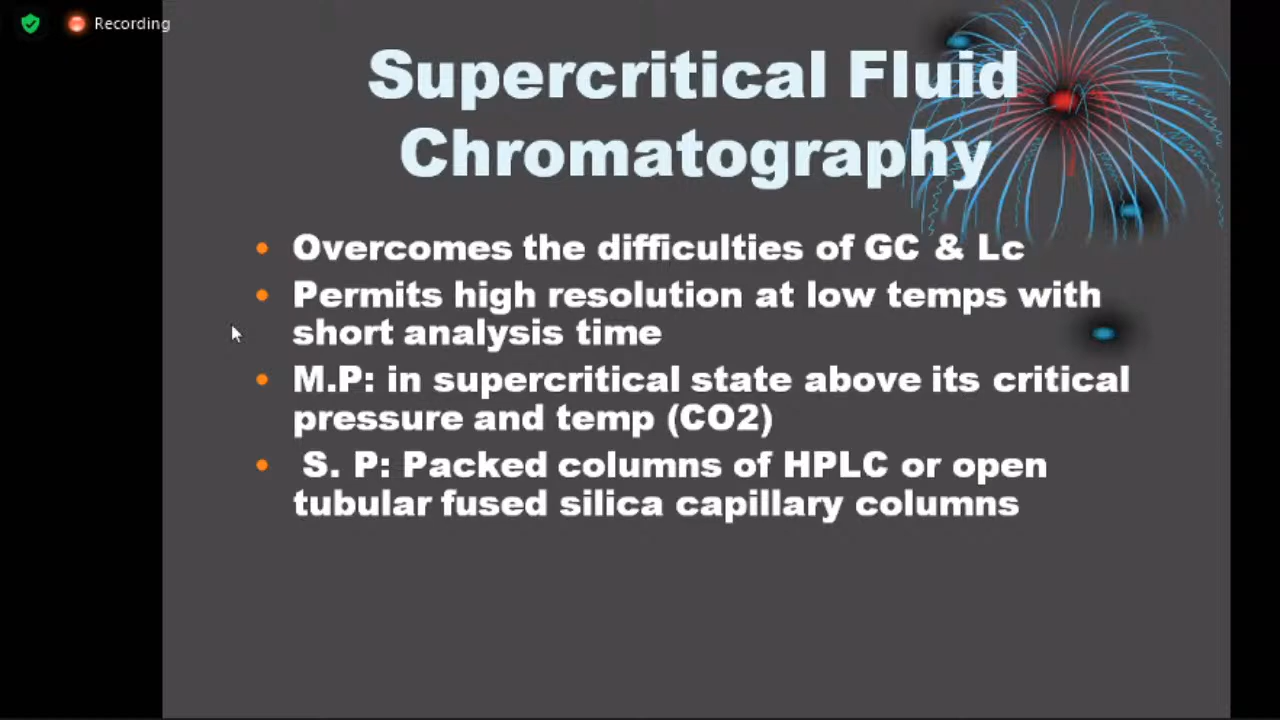 Recording
Supercritical Fluid
Chromatography
• Overcomes the difficulties of GC & Lc
• Permits high resolution at low temps with
short analysis time
• M.P: in supercritical state above its critical
pressure and temp (CO2)
• S. P: Packed columns of HPLC or open
tubular fused silica capillary columns